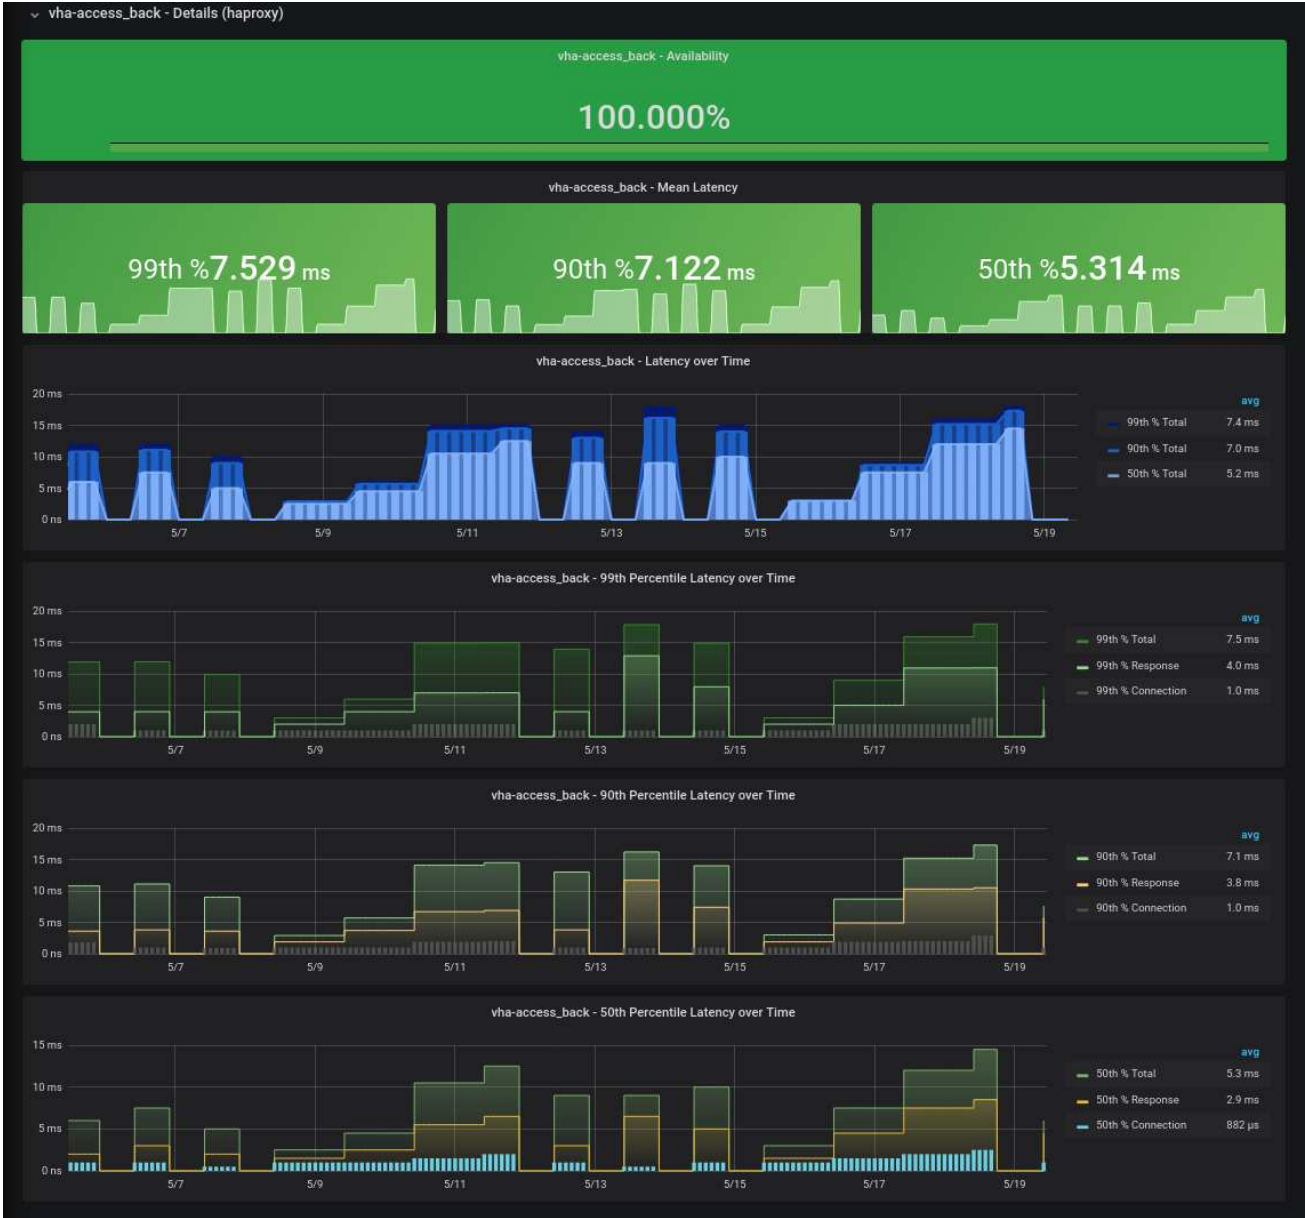 vha-access_back - Details (haproxy)
vha-access_back - Availability
100.000%
vha-access_back - Mean Latency
99th %7.529 ms
90th %7.122 ms
50th %5.314 ms
vha-access_back - Latency over Time
20 ms
15 ms
10 ms
5 ms
0 ns
5/7 5/9 5/11 5/13 5/15 5/17 5/19
avg
99th % Total 7.4 ms
90th % Total 7.0 ms
50th % Total 5.2 ms
vha-access_back - 99th Percentile Latency over Time
20 ms
15 ms
10 ms
5 ms
0 ns
5/7 5/9 5/11 5/13 5/15 5/17 5/19
avg
99th % Total 7.5 ms
99th % Response 4.0 ms
99th % Connection 1.0 ms
vha-access_back - 90th Percentile Latency over Time
20 ms
15 ms
10 ms
5 ms
0 ns
5/7 5/9 5/11 5/13 5/15 5/17 5/19
avg
90th % Total 7.1 ms
90th % Response 3.8 ms
90th % Connection 1.0 ms
vha-access_back - 50th Percentile Latency over Time
15 ms
10 ms
5 ms
0 ns
5/7 5/9 5/11 5/13 5/15 5/17 5/19
avg
50th % Total 5.3 ms
50th % Response 2.9 ms
50th % Connection 882 µs